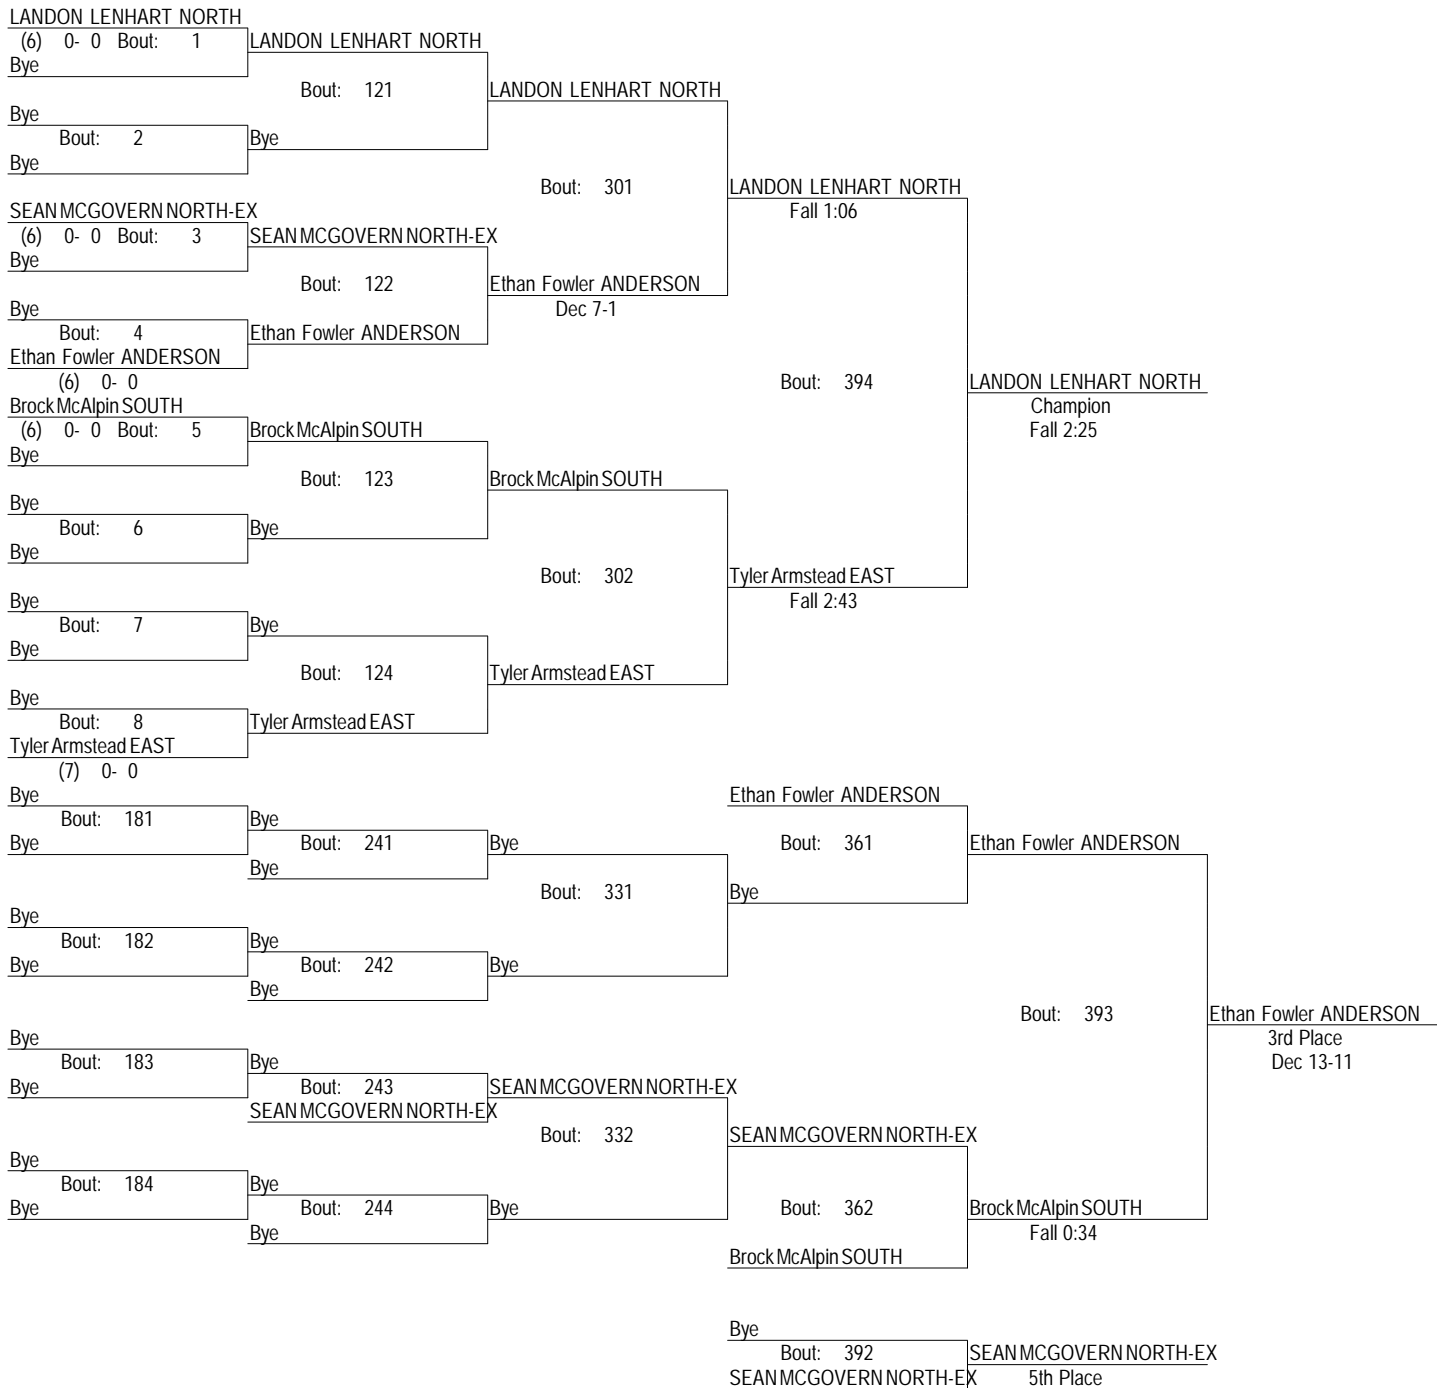 LANDON LENHART NORTH
(6) 0- 0 Bout: 1 LANDON LENHART NORTH
Bye
Bout: 121 LANDON LENHART NORTH
Bye
Bout: 2 Bye
Bye
Bout: 301 LANDON LENHART NORTH
SEAN MCGOVERN NORTH-EX Fall 1:06
(6) 0- 0 Bout: 3 SEAN MCGOVERN NORTH-EX
Bye
Bout: 122 Ethan Fowler ANDERSON
Bye Dec 7-1
Bout: 4 Ethan Fowler ANDERSON
Ethan Fowler ANDERSON
(6) 0- 0 Bout: 394 LANDON LENHART NORTH
Brock McAlpin SOUTH Champion
(6) 0- 0 Bout: 5 Brock McAlpin SOUTH Fall 2:25
Bye
Bout: 123 Brock McAlpin SOUTH
Bye
Bout: 6 Bye
Bye
Bout: 302 Tyler Armstead EAST
Bye Fall 2:43
Bout: 7 Bye
Bye
Bout: 124 Tyler Armstead EAST
Bye
Bout: 8 Tyler Armstead EAST
Tyler Armstead EAST
(7) 0- 0
Bye Ethan Fowler ANDERSON
Bout: 181 Bye
Bye Bout: 241 Bye Bout: 361 Ethan Fowler ANDERSON
Bye
Bout: 331 Bye
Bye
Bout: 182 Bye
Bye Bout: 242 Bye
Bye
Bout: 393 Ethan Fowler ANDERSON
Bye 3rd Place
Bout: 183 Bye Dec 13-11
Bye Bout: 243 SEAN MCGOVERN NORTH-EX
SEAN MCGOVERN NORTH-EX
Bout: 332 SEAN MCGOVERN NORTH-EX
Bye
Bout: 184 Bye
Bye Bout: 244 Bye Bout: 362 Brock McAlpin SOUTH
Bye Fall 0:34
Brock McAlpin SOUTH
Bye
Bout: 392 SEAN MCGOVERN NORTH-EX
SEAN MCGOVERN NORTH-EX 5th Place